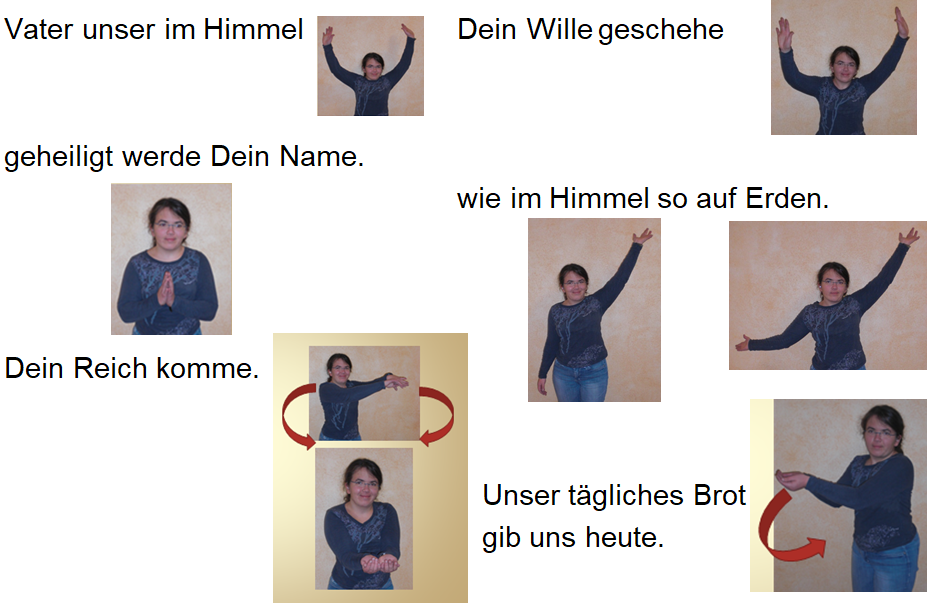 Vater unser im Himmel
geheiligt werde Dein Name.
Dein Reich komme.
Dein Wille geschehe
wie im Himmel so auf Erden.
Unser tägliches Brot
gib uns heute.